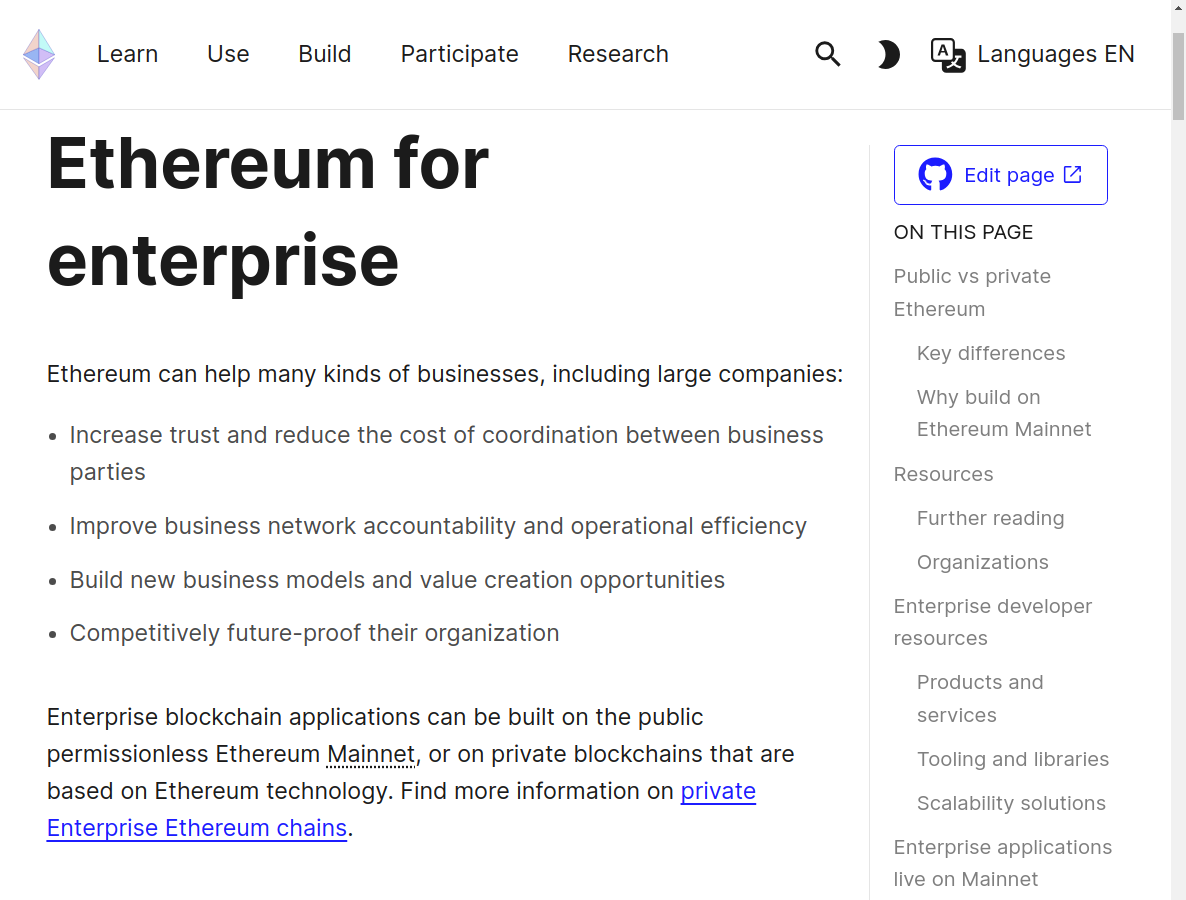 Learn Use Build Participate Research Languages EN
Ethereum for
enterprise
Ethereum can help many kinds of businesses, including large companies:
Increase trust and reduce the cost of coordination between business
parties
Improve business network accountability and operational efficiency
Build new business models and value creation opportunities
Competitively future-proof their organization
Enterprise blockchain applications can be built on the public
permissionless Ethereum Mainnet, or on private blockchains that are
based on Ethereum technology. Find more information on private
Enterprise Ethereum chains.
Edit page
ON THIS PAGE
Public vs private
Ethereum
Key differences
Why build on
Ethereum Mainnet
Resources
Further reading
Organizations
Enterprise developer
resources
Products and
services
Tooling and libraries
Scalability solutions
Enterprise applications
live on Mainnet